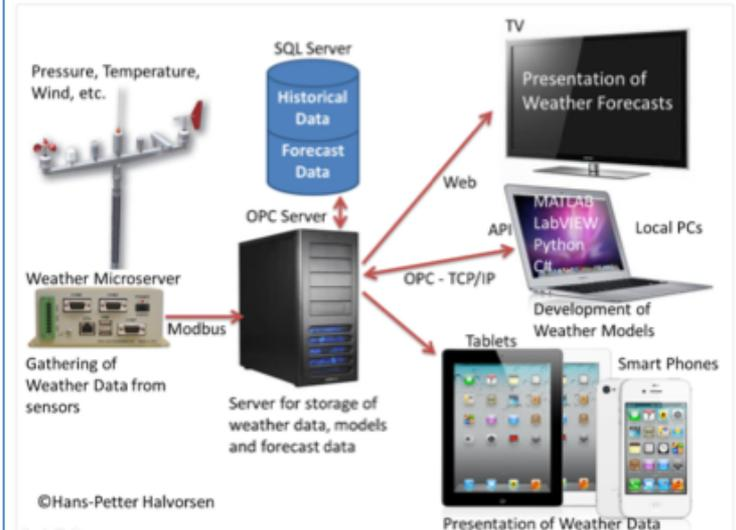 TV
SQL Server
Pressure, Temperature,
Wind, etc.
Historical
Data
Forecast
Data
Presentation of
Weather Forecasts
Web
OPC Server
MATLAB
LabVIEW
Python
C#
API
Local PCs
OPC - TCP/IP
Weather Microserver
Modbus
Gathering of
Weather Data from
sensors
Development of
Weather Models
Tablets
Smart Phones
Server for storage of
weather data, models
and forecast data
©Hans-Petter Halvorsen
Presentation of Weather Data